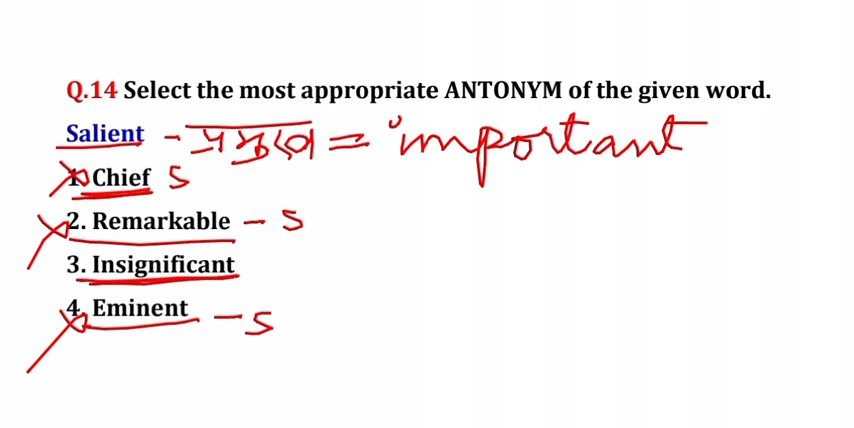 Q.14 Select the most appropriate ANTONYM of the given word.
Salient - प्रमुख = important
1. Chief S
2. Remarkable - S
3. Insignificant
4. Eminent - S